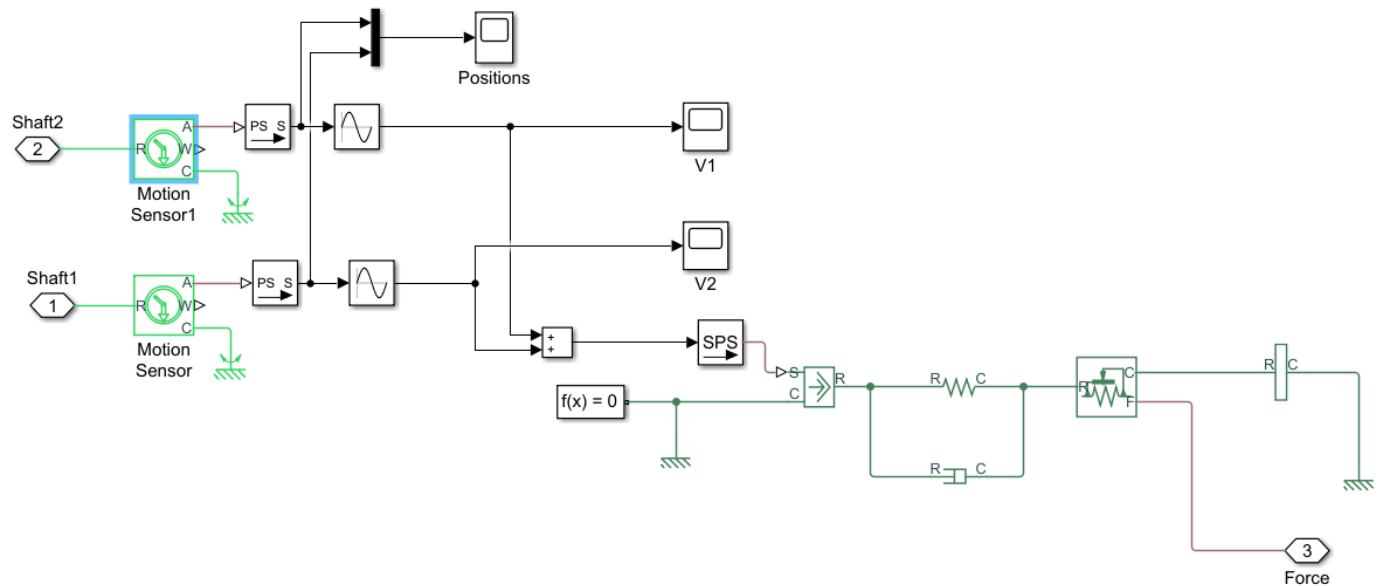 Positions
Shaft2
2
R
A
W
C
Motion
Sensor1
PS S
V1
Shaft1
1
R
A
W
C
Motion
Sensor
PS S
V2
+
+
SPS
f(x) = 0
S
C
R
R
C
R
C
R
C
F
R
C
3
Force